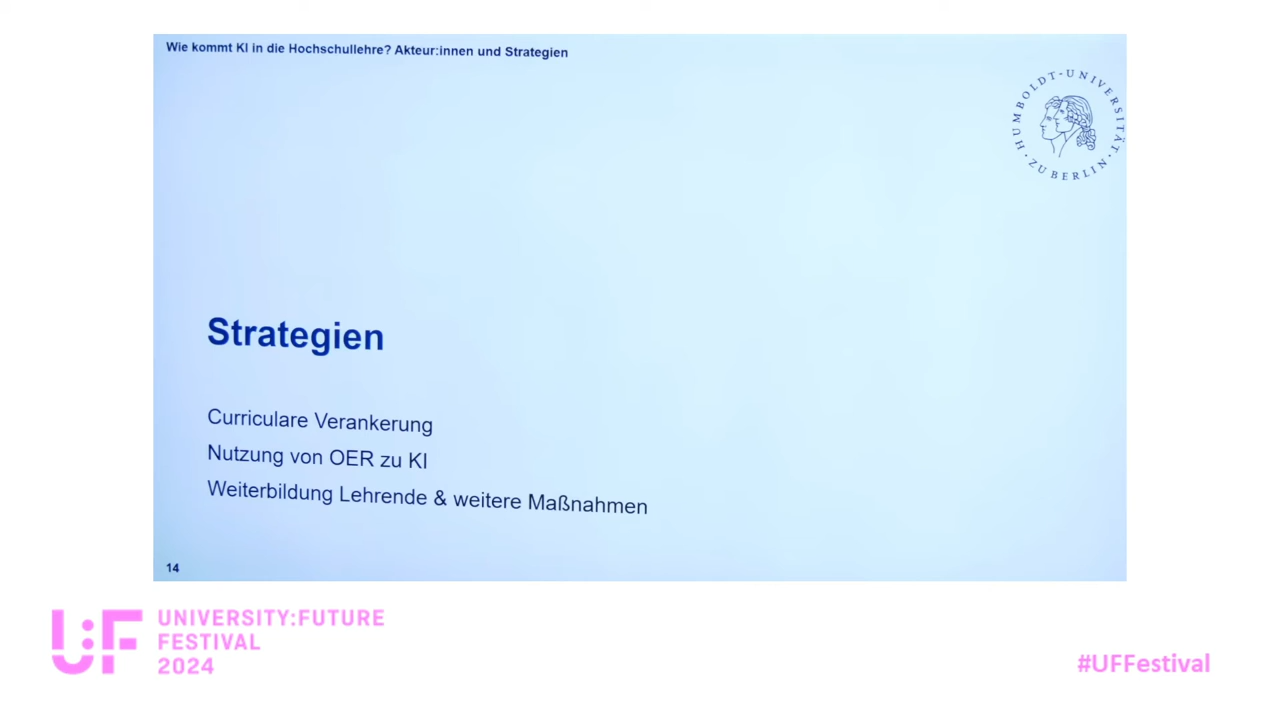 Wie kommt KI in die Hochschullehre? Akteur:innen und Strategien
HUMBOLDT-UNIVERSITÄT · ZU BERLIN ·
Strategien
Curriculare Verankerung
Nutzung von OER zu KI
Weiterbildung Lehrende & weitere Maßnahmen
14
U:F
UNIVERSITY:FUTURE
FESTIVAL
2024
#UFFestival